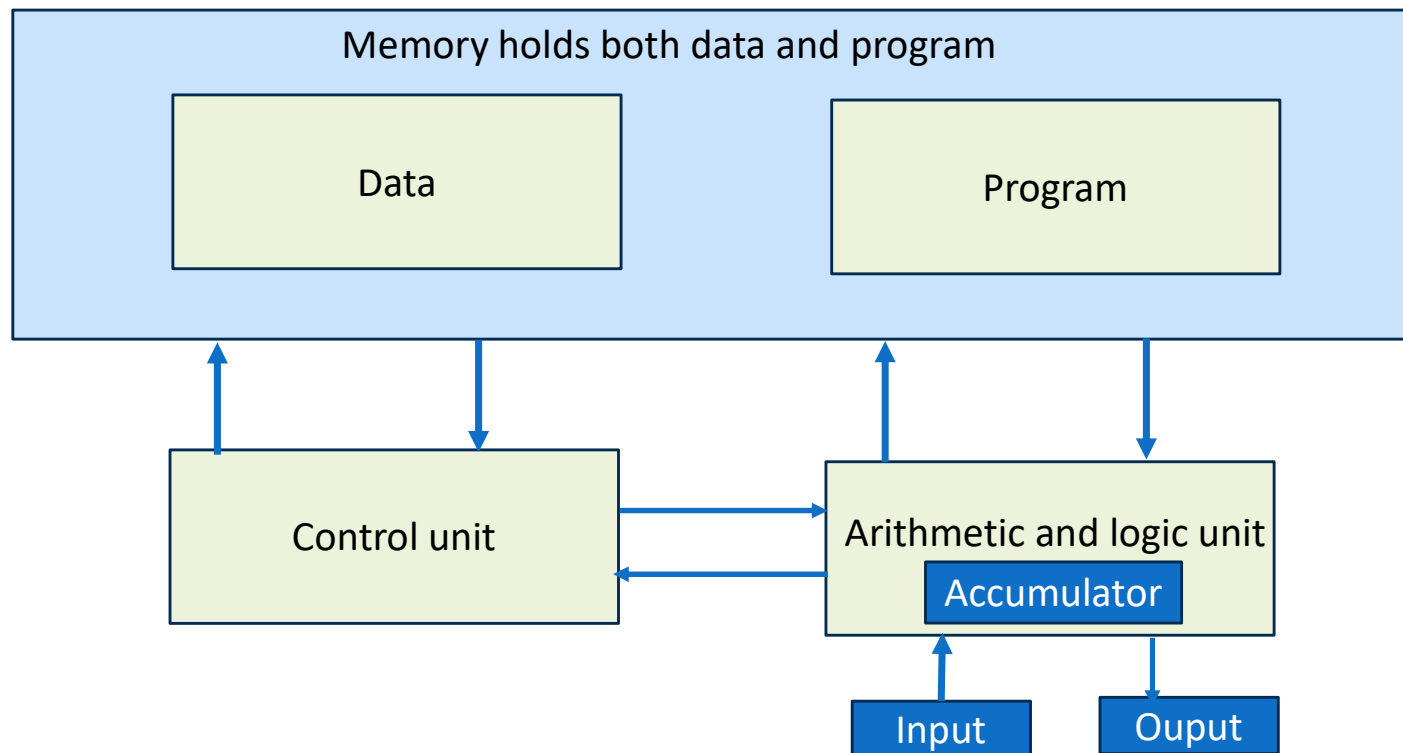 Memory holds both data and program
Data
Program
Control unit
Arithmetic and logic unit
Accumulator
Input
Ouput